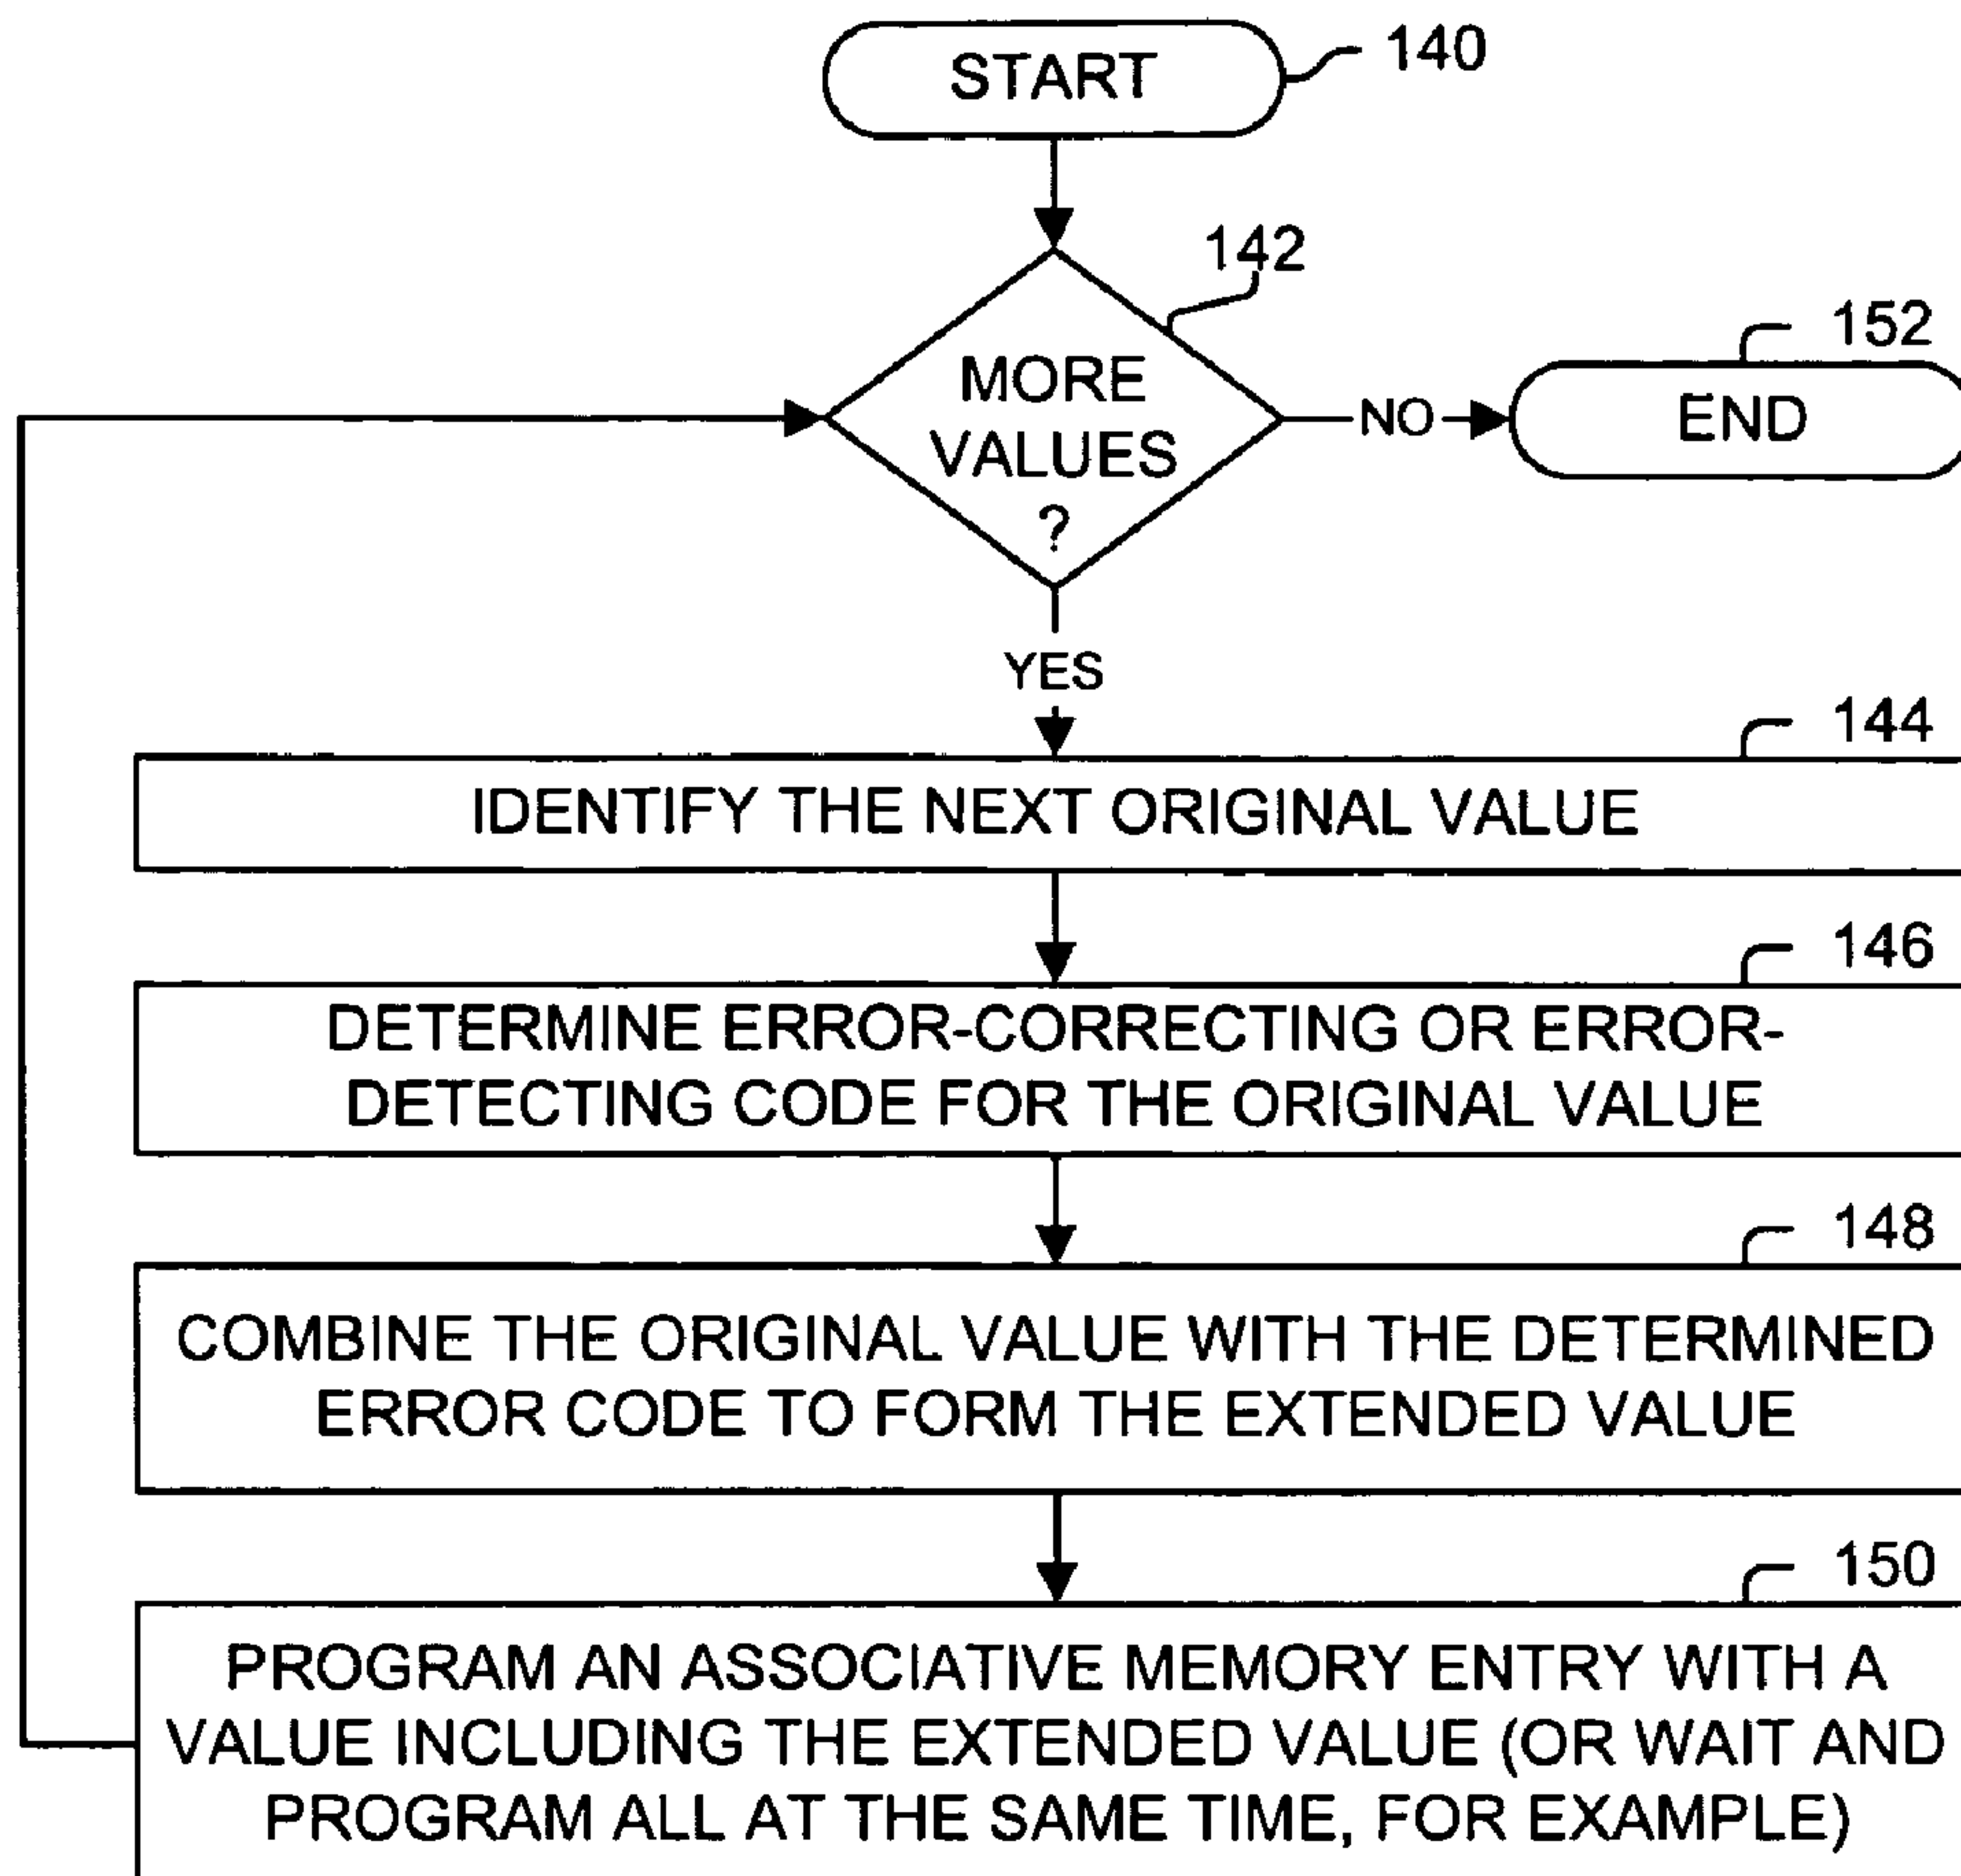 START
140
142
MORE
VALUES
?
NO
152
END
YES
144
IDENTIFY THE NEXT ORIGINAL VALUE
146
DETERMINE ERROR-CORRECTING OR ERROR-
DETECTING CODE FOR THE ORIGINAL VALUE
148
COMBINE THE ORIGINAL VALUE WITH THE DETERMINED
ERROR CODE TO FORM THE EXTENDED VALUE
150
PROGRAM AN ASSOCIATIVE MEMORY ENTRY WITH A
VALUE INCLUDING THE EXTENDED VALUE (OR WAIT AND
PROGRAM ALL AT THE SAME TIME, FOR EXAMPLE)